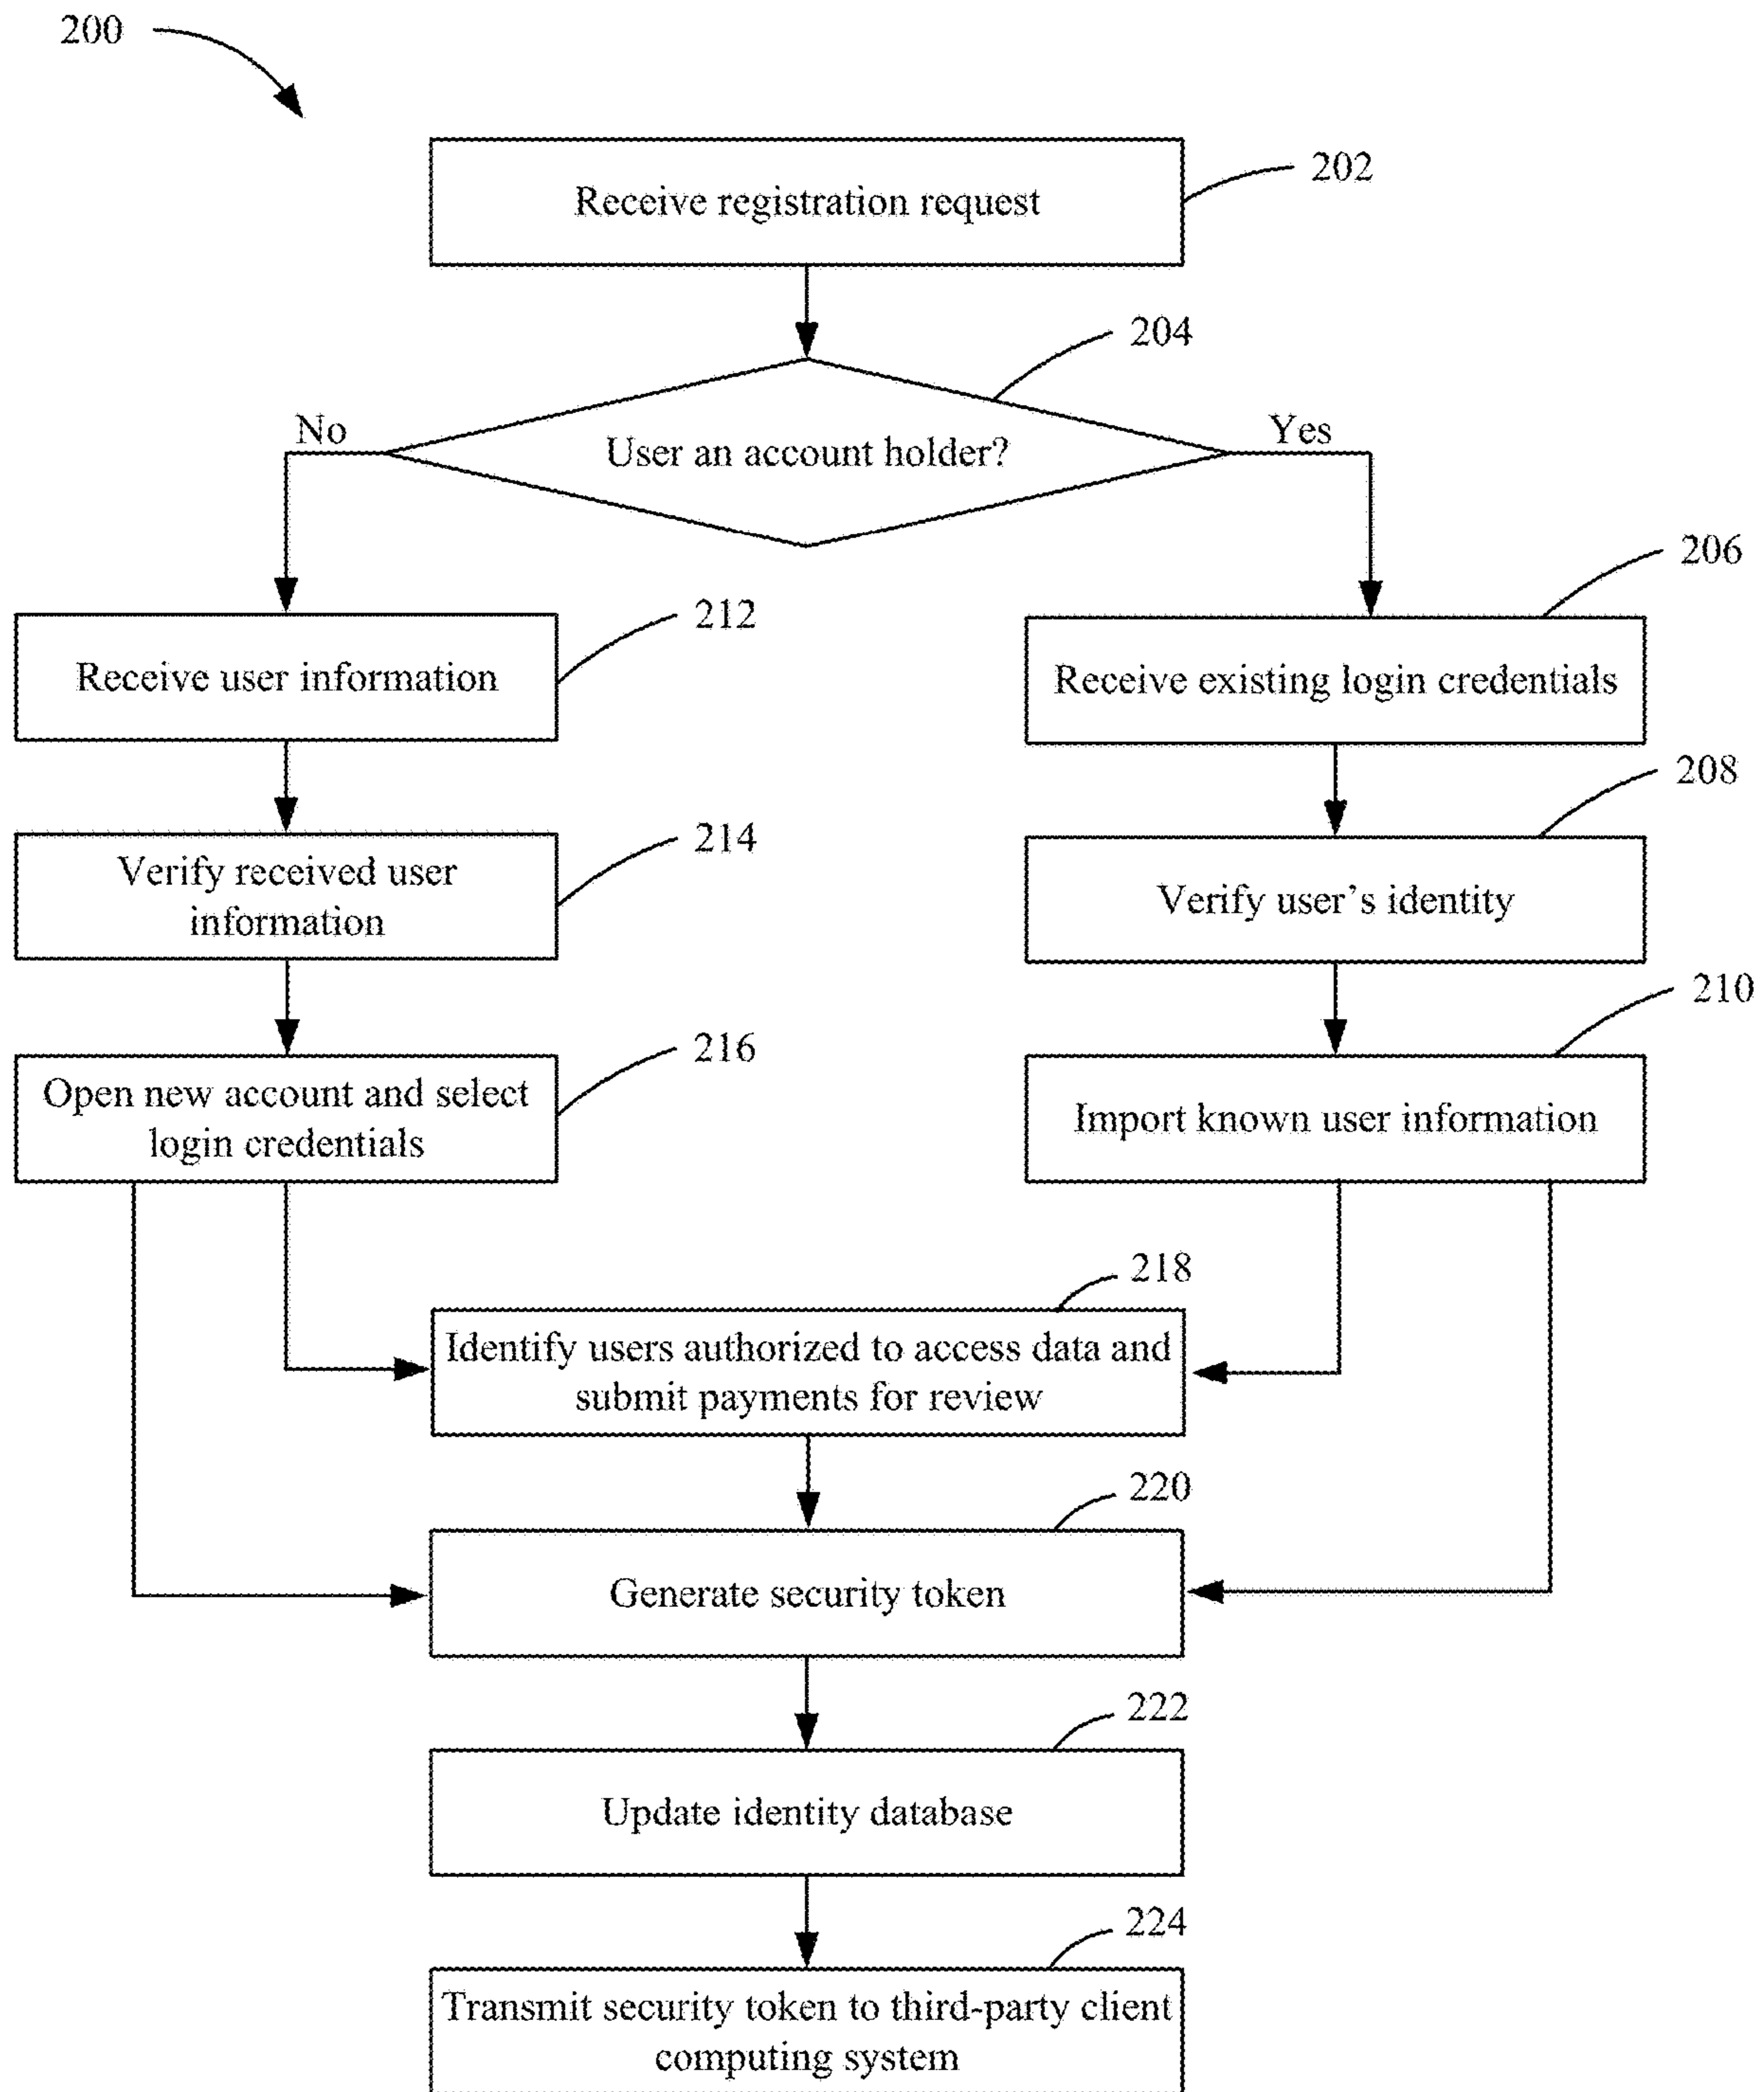 200
Receive registration request
202
204
User an account holder?
No
Yes
206
212
Receive user information
Receive existing login credentials
208
214
Verify received user
information
Verify user's identity
210
216
Open new account and select
login credentials
Import known user information
218
Identify users authorized to access data and
submit payments for review
220
Generate security token
222
Update identity database
224
Transmit security token to third-party client
computing system